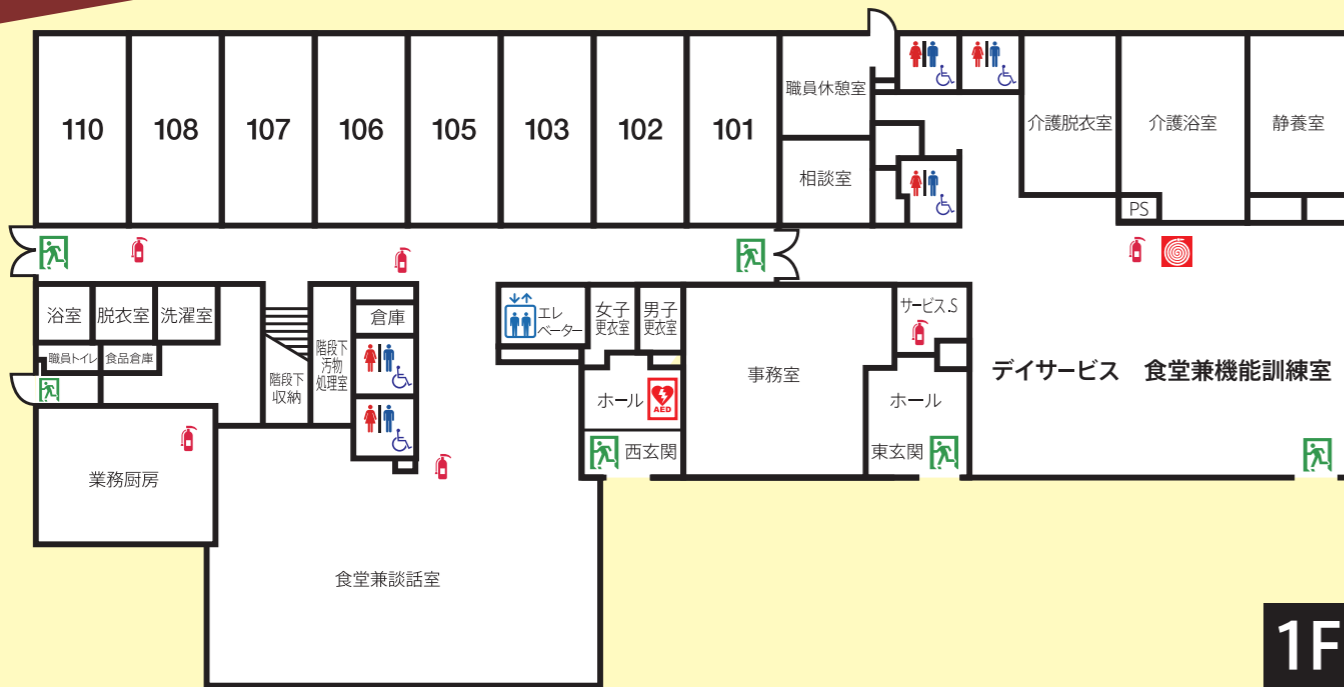 110
108
107
106
105
103
102
101
職員休憩室
相談室
介護脱衣室
介護浴室
静養室
PS
浴室
脱衣室
洗濯室
職員トイレ
食品倉庫
階段下
収納
階段下
汚物
処理室
倉庫
エレ
ベーター
女子
更衣室
男子
更衣室
ホール
AED
西玄関
事務室
サービス.S
ホール
東玄関
デイサービス 食堂兼機能訓練室
業務厨房
食堂兼談話室
1F